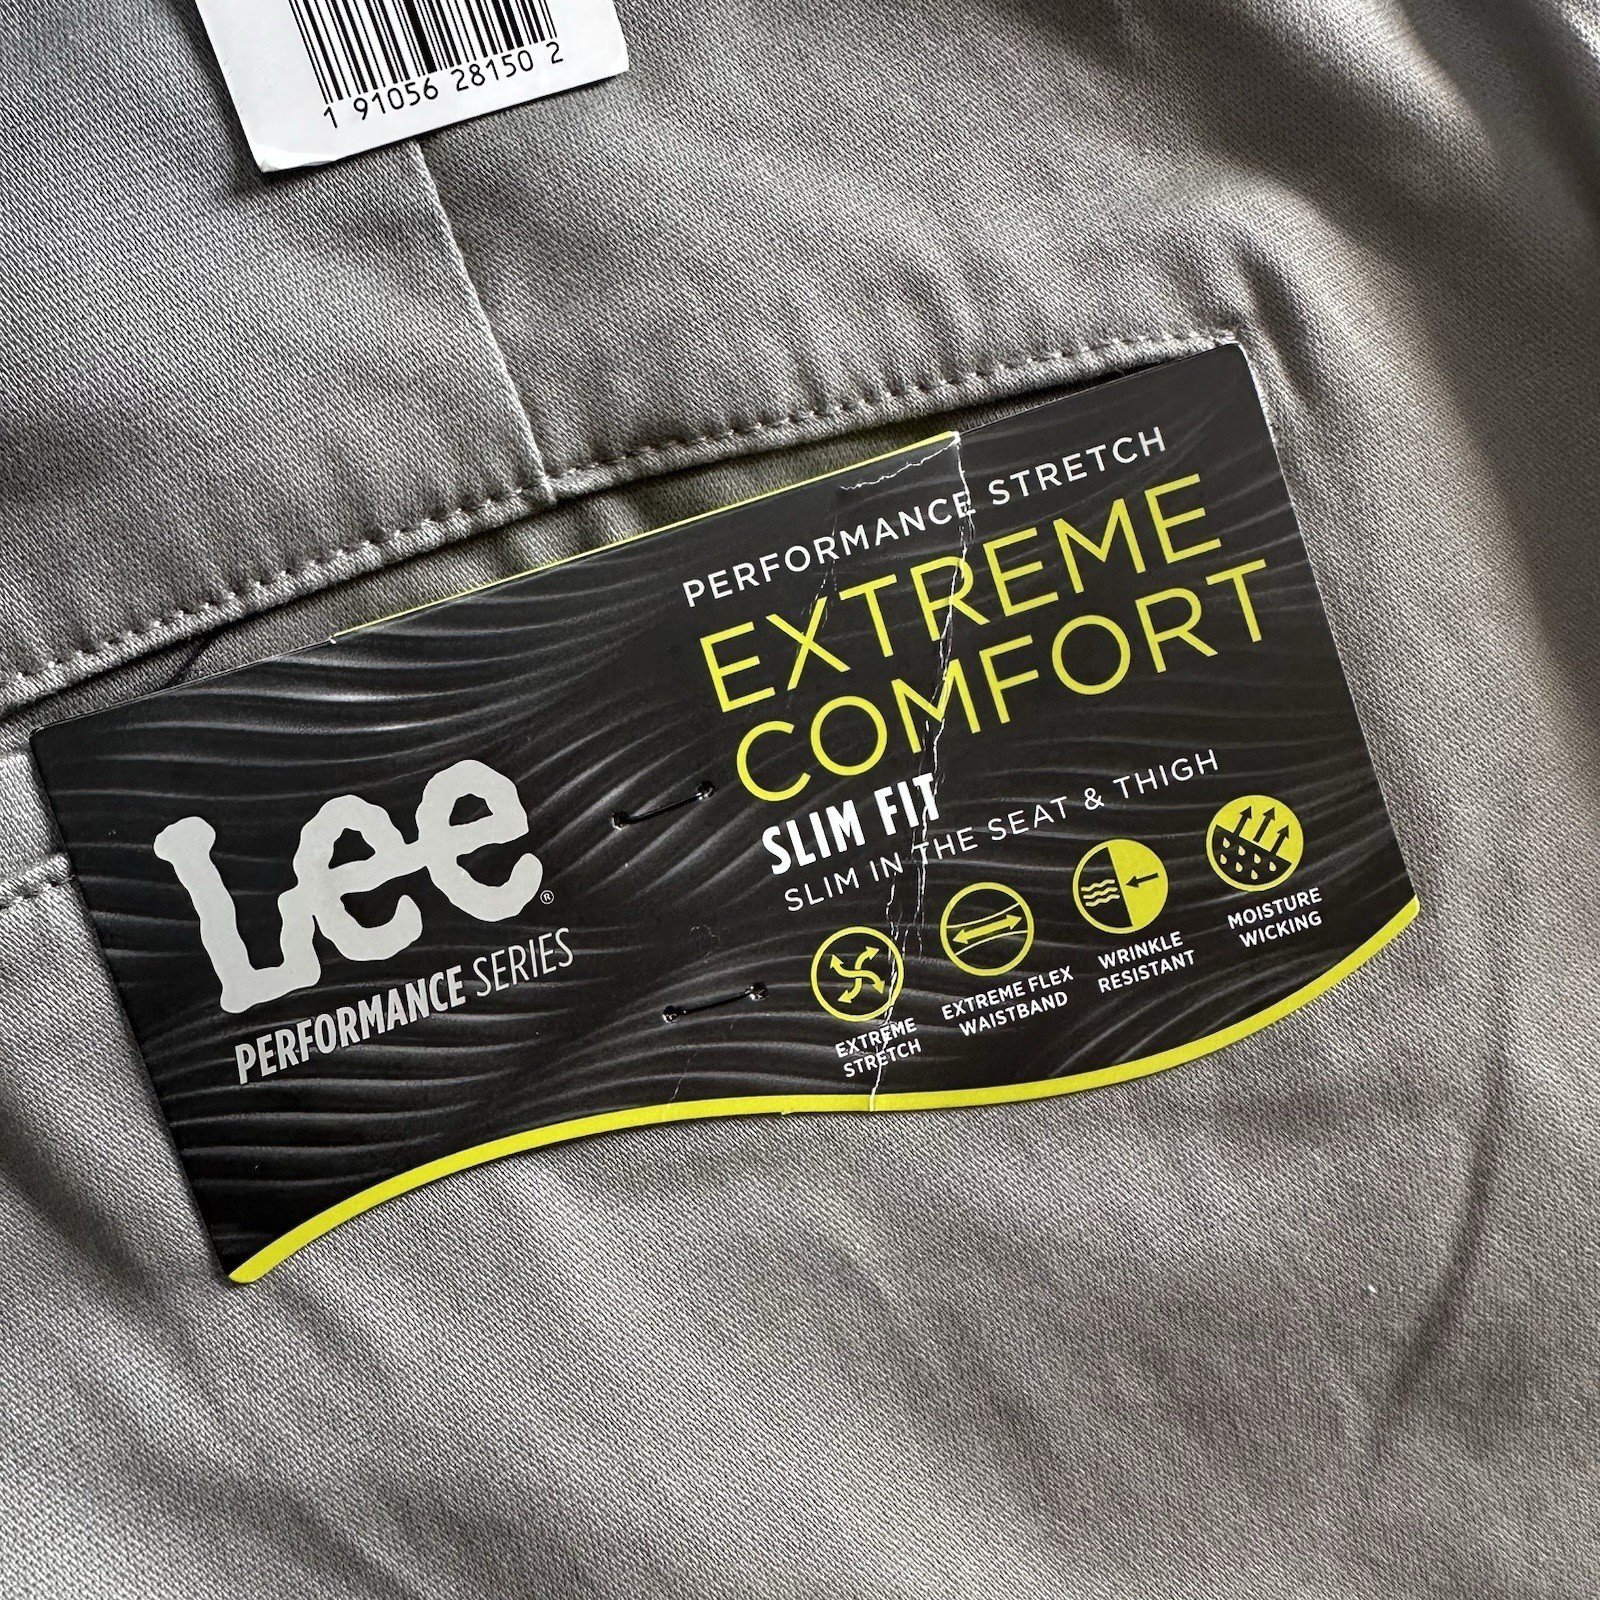 1 91056 28150 2
PERFORMANCE STRETCH
EXTREME
COMFORT
SLIM FIT
SLIM IN THE SEAT & THIGH
Lee®
PERFORMANCE SERIES
EXTREME
STRETCH
EXTREME FLEX
WAISTBAND
WRINKLE
RESISTANT
MOISTURE
WICKING